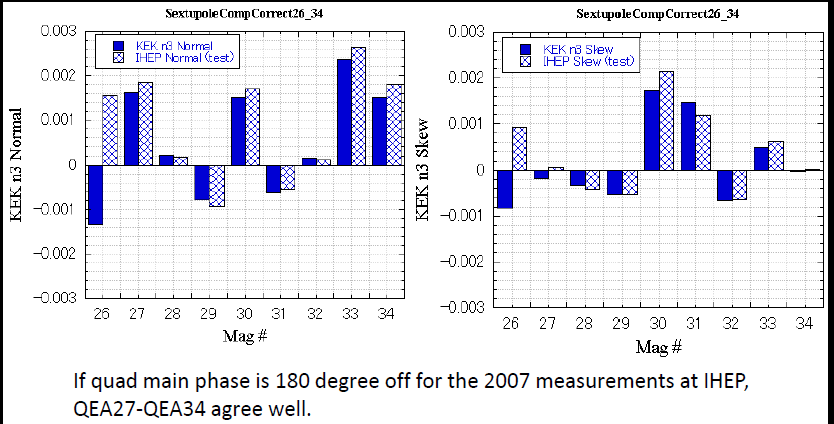 SextupoleCompCorrect26_34
KEK n3 Normal
IHEP Normal (test)
KEK n3 Normal
0.003
0.002
0.001
0
−0.001
−0.002
−0.003
26 27 28 29 30 31 32 33 34
Mag #
SextupoleCompCorrect26_34
KEK n3 Skew
IHEP Skew (test)
KEK n3 Skew
0.003
0.002
0.001
0
−0.001
−0.002
−0.003
26 27 28 29 30 31 32 33 34
Mag #
If quad main phase is 180 degree off for the 2007 measurements at IHEP,
QEA27-QEA34 agree well.